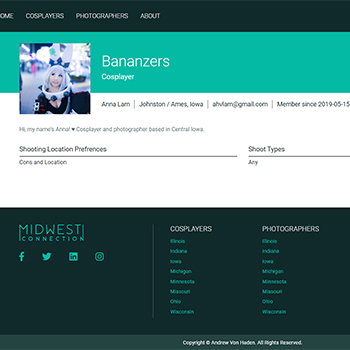 HOME COSPLAYERS PHOTOGRAPHERS ABOUT
Bananzers
Cosplayer
Anna Lam | Johnston / Ames, Iowa | ahvlam@gmail.com | Member since 2019-05-15
Hi, my name's Anna! ♥ Cosplayer and photographer based in Central Iowa.
Shooting Location Prefrences Shoot Types
Cons and Location Any
MIDWEST
CONNECTION
COSPLAYERS
Illinois
Indiana
Iowa
Michigan
Minnesota
Missouri
Ohio
Wisconsin
PHOTOGRAPHERS
Illinois
Indiana
Iowa
Michigan
Minnesota
Missouri
Ohio
Wisconsin
Copyright © Andrew Von Haden. All Rights Reserved.